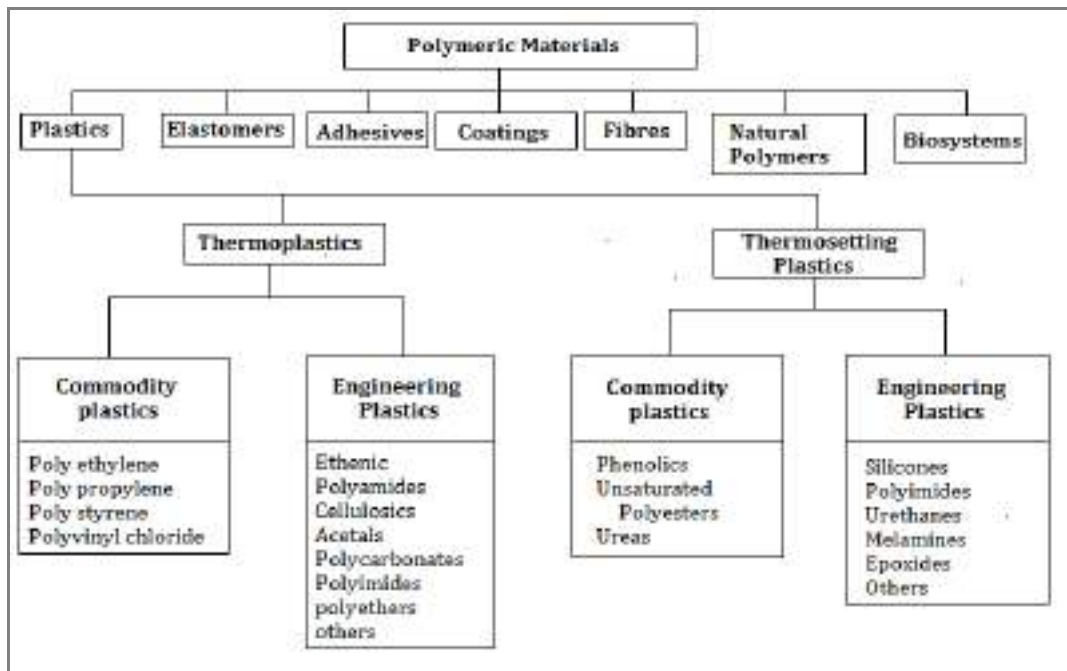 Polymeric Materials
Plastics
Elastomers
Adhesives
Coatings
Fibres
Natural
Polymers
Biosystems
Thermoplastics
Thermosetting
Plastics
Commodity
plastics
Poly ethylene
Poly propylene
Poly styrene
Polyvinyl chloride
Engineering
Plastics
Ethenic
Polyamides
Cellulosics
Acetals
Polycarbonates
Polyimides
polyethers
others
Commodity
plastics
Phenolics
Unsaturated
Polyesters
Ureas
Engineering
Plastics
Silicones
Polyimides
Urethanes
Melamines
Epoxides
Others